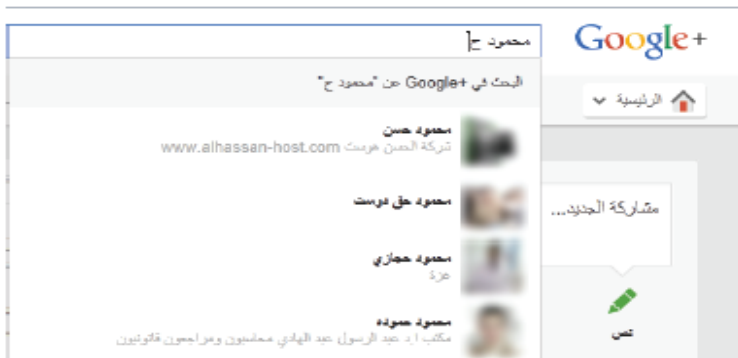 Google+
محمود ح
البحث في Google+ عن "محمود ح"
الرئيسية
محمود حسن
شركة الحسن هوست www.alhassan-host.com
محمود حق دوست
مشاركة الجديد...
محمود حجازي
غزة
محمود حموده
مكتب ا.د عبد الرسول عبد الهادي محاسبون ومراجعون قانونيون
نص